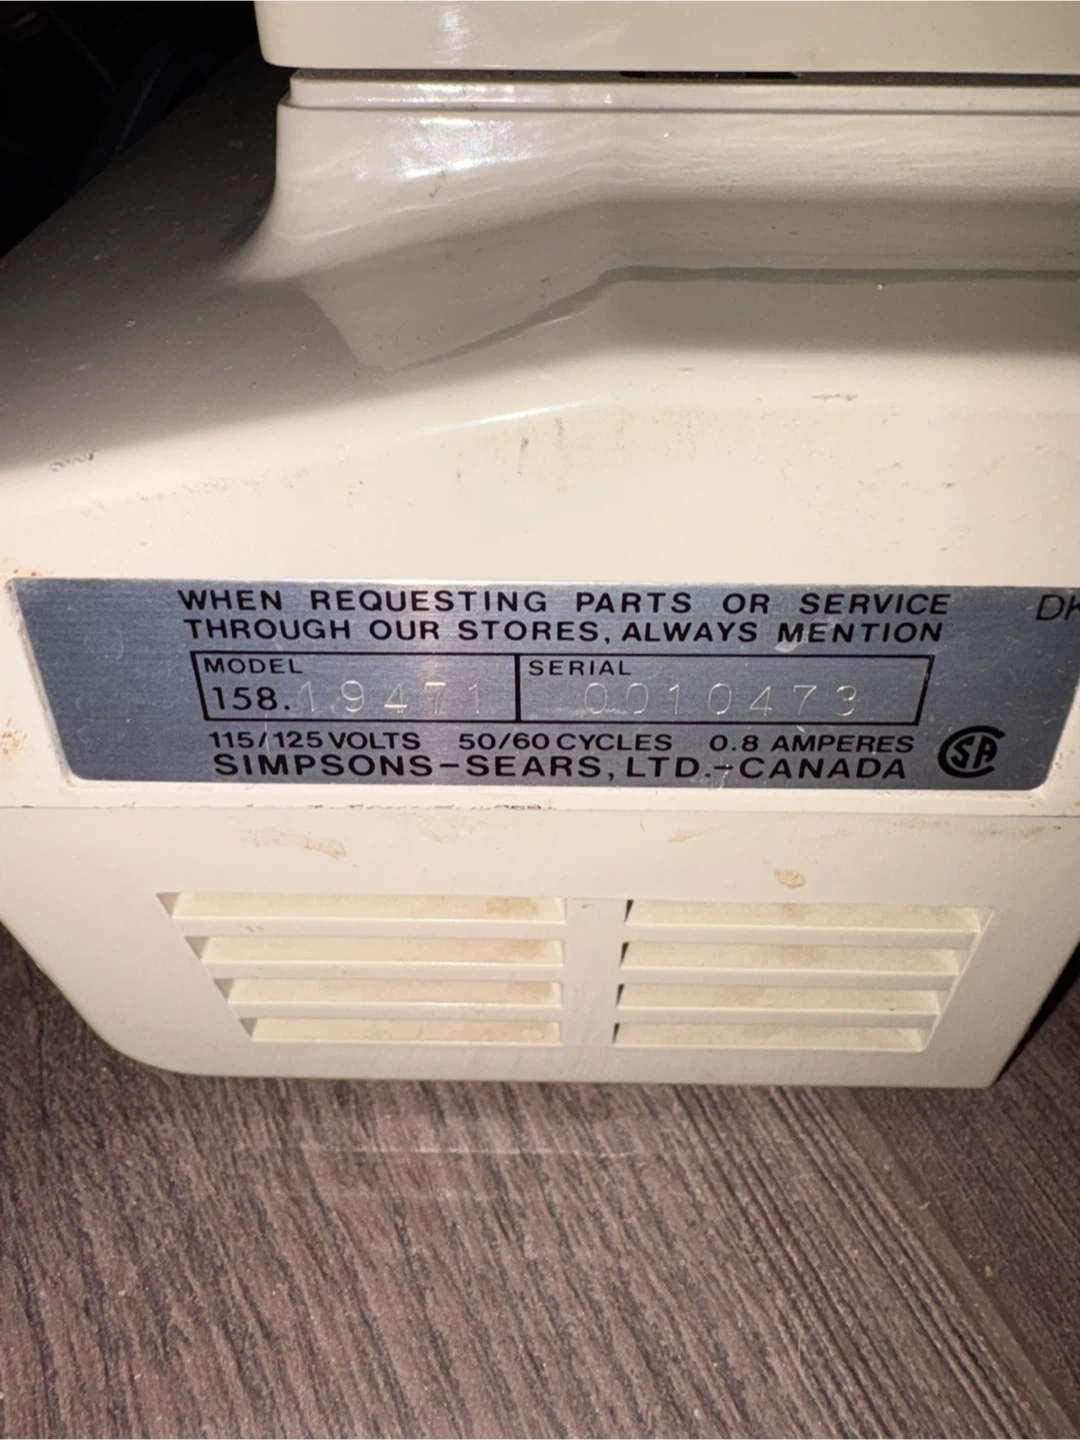 WHEN REQUESTING PARTS OR SERVICE
THROUGH OUR STORES, ALWAYS MENTION
MODEL
158.19471
SERIAL
0010473
115/125 VOLTS 50/60 CYCLES 0.8 AMPERES
SIMPSONS-SEARS, LTD.-CANADA